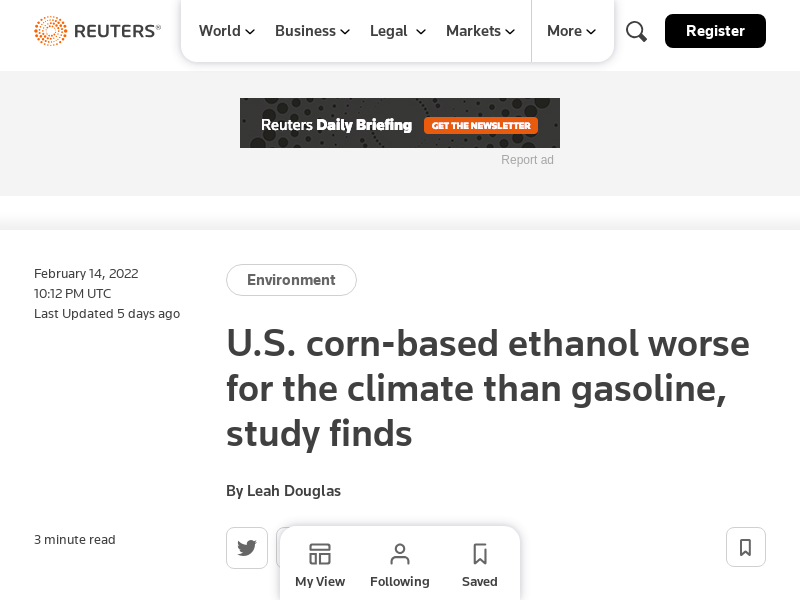 REUTERS®
World
Business
Legal
Markets
More
Register
Reuters Daily Briefing
GET THE NEWSLETTER
Report ad
February 14, 2022
10:12 PM UTC
Last Updated 5 days ago
Environment
U.S. corn-based ethanol worse
for the climate than gasoline,
study finds
By Leah Douglas
3 minute read
My View
Following
Saved